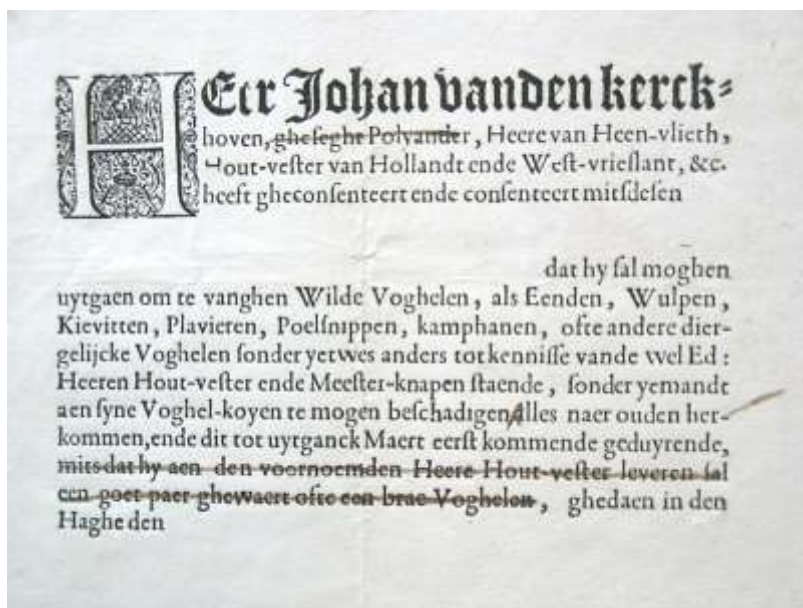 HEer Johan vanden kerck-
hoven, gheseght Polyander, Heere van Heen-vlieth,
Hout-vester van Hollandt ende West-vrieslant, &c.
heeft gheconsenteert ende consenteert mitsdesen
dat hy sal moghen
uytgaen om te vanghen Wilde Voghelen, als Eenden, Wulpen,
Kievitten, Plavieren, Poelsnippen, kamphanen, ofte andere dier-
gelijcke Voghelen sonder yetwes anders tot kennisse vande wel Ed:
Heeren Hout-vester ende Meester-knapen staende, sonder yemandt
aen syne Voghel-koyen te mogen beschadigen Alles naer ouden her-
kommen, ende dit tot uytganck Maert eerst kommende geduyrende,
mits dat hy aen den voornoemden Heere Hout-vester leveren sal
een goet paer ghewaert ofte een brae Voghelen, ghedaen in den
Haghe den